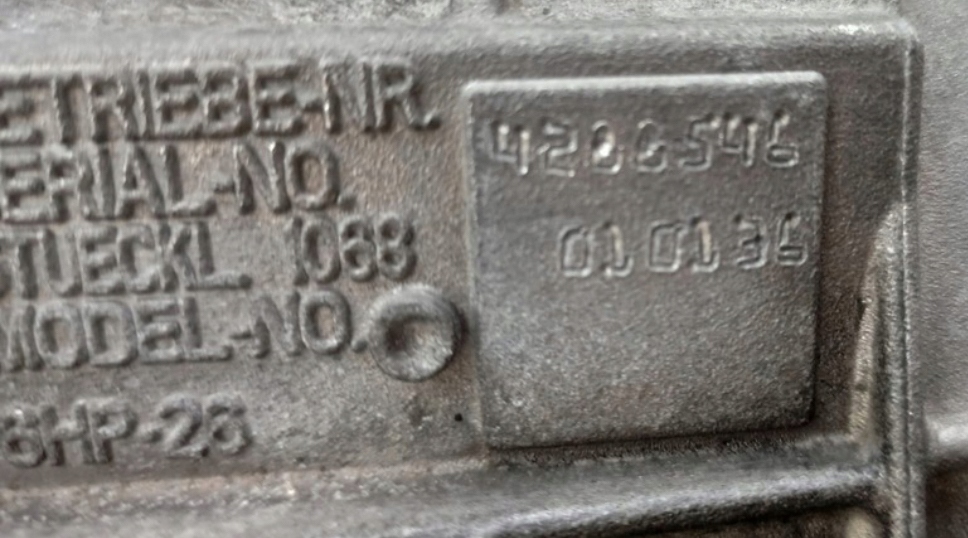 ETRIEBE-NR.
ERIAL-NO.
STUECKL. 1068
MODEL-NO.
6HP-26
010136